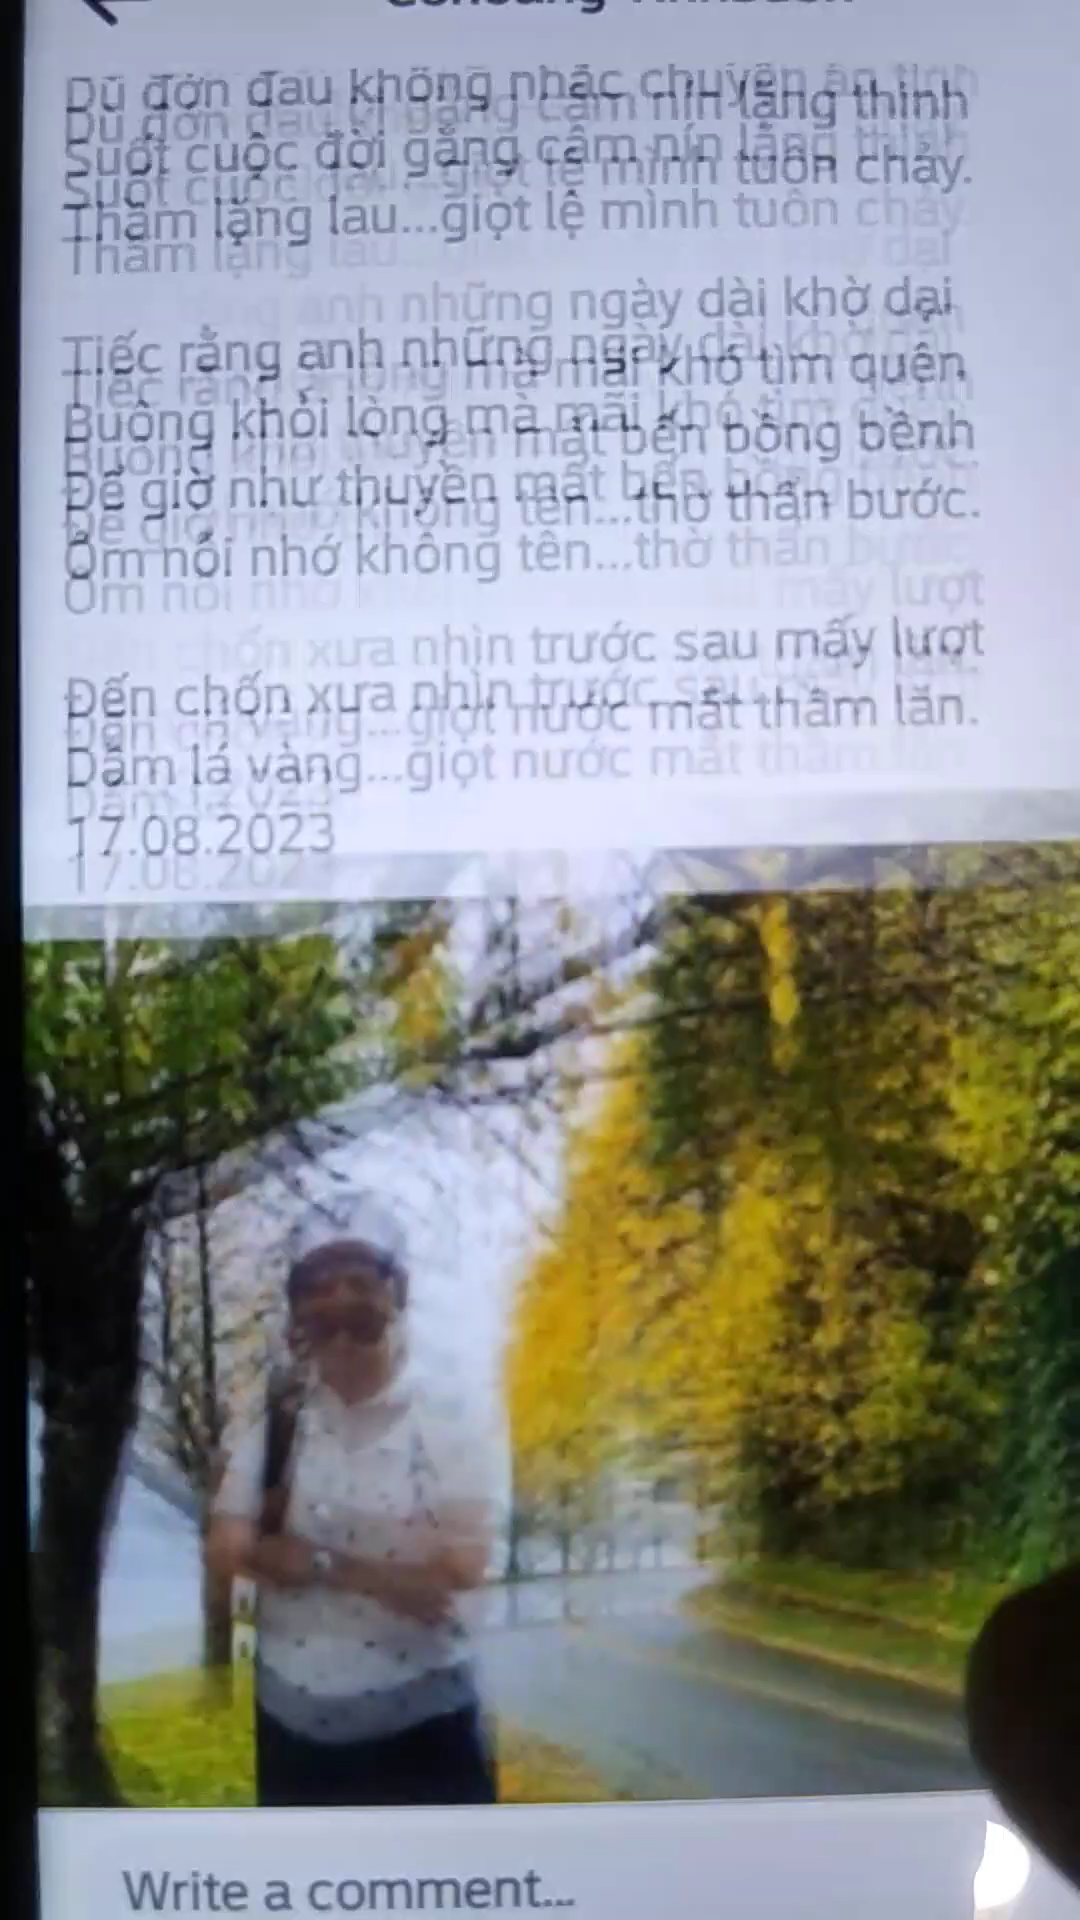 Dũ đớn đau không nhắc chuyện ân tình
Suốt cuộc đời gắng câm nín lặng thinh
Thầm lặng lau...giọt lệ mình tuôn chảy.
Tiếc rằng anh những ngày dài khờ dại
Buông khỏi lòng mà mãi khó tìm quên
Để giờ như thuyền mất bến bồng bềnh
Ôm nỗi nhớ không tên...thờ thẫn bước.
Đến chốn xưa nhìn trước sau mấy lượt
Dẫm lá vàng...giọt nước mắt thầm lăn.
17.08.2023
Write a comment...